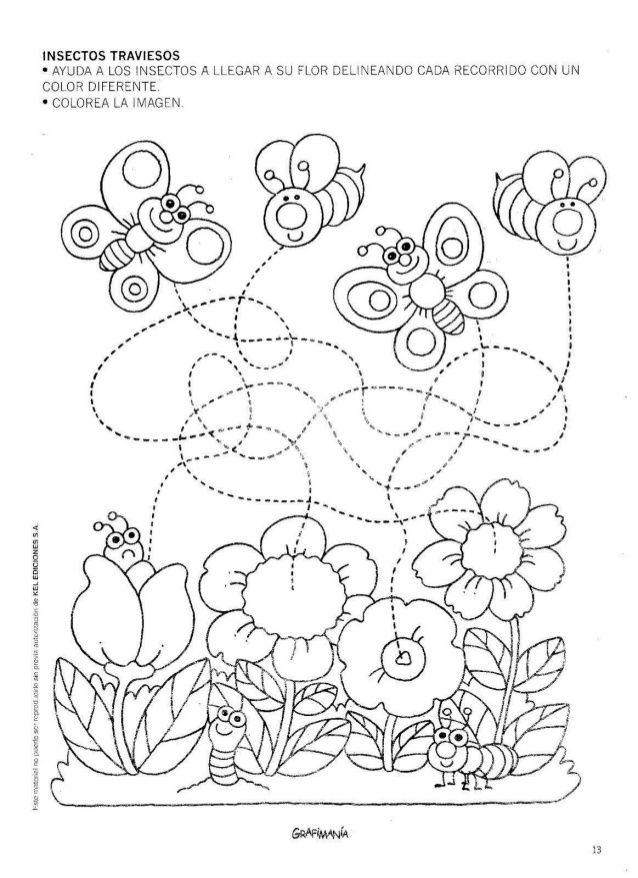 INSECTOS TRAVIESOS
• AYUDA A LOS INSECTOS A LLEGAR A SU FLOR DELINEANDO CADA RECORRIDO CON UN
COLOR DIFERENTE.
• COLOREA LA IMAGEN.
Este material no puede ser reproducido sin previa autorización de KEL EDICIONES S.A.
GRAFIMANÍA
13